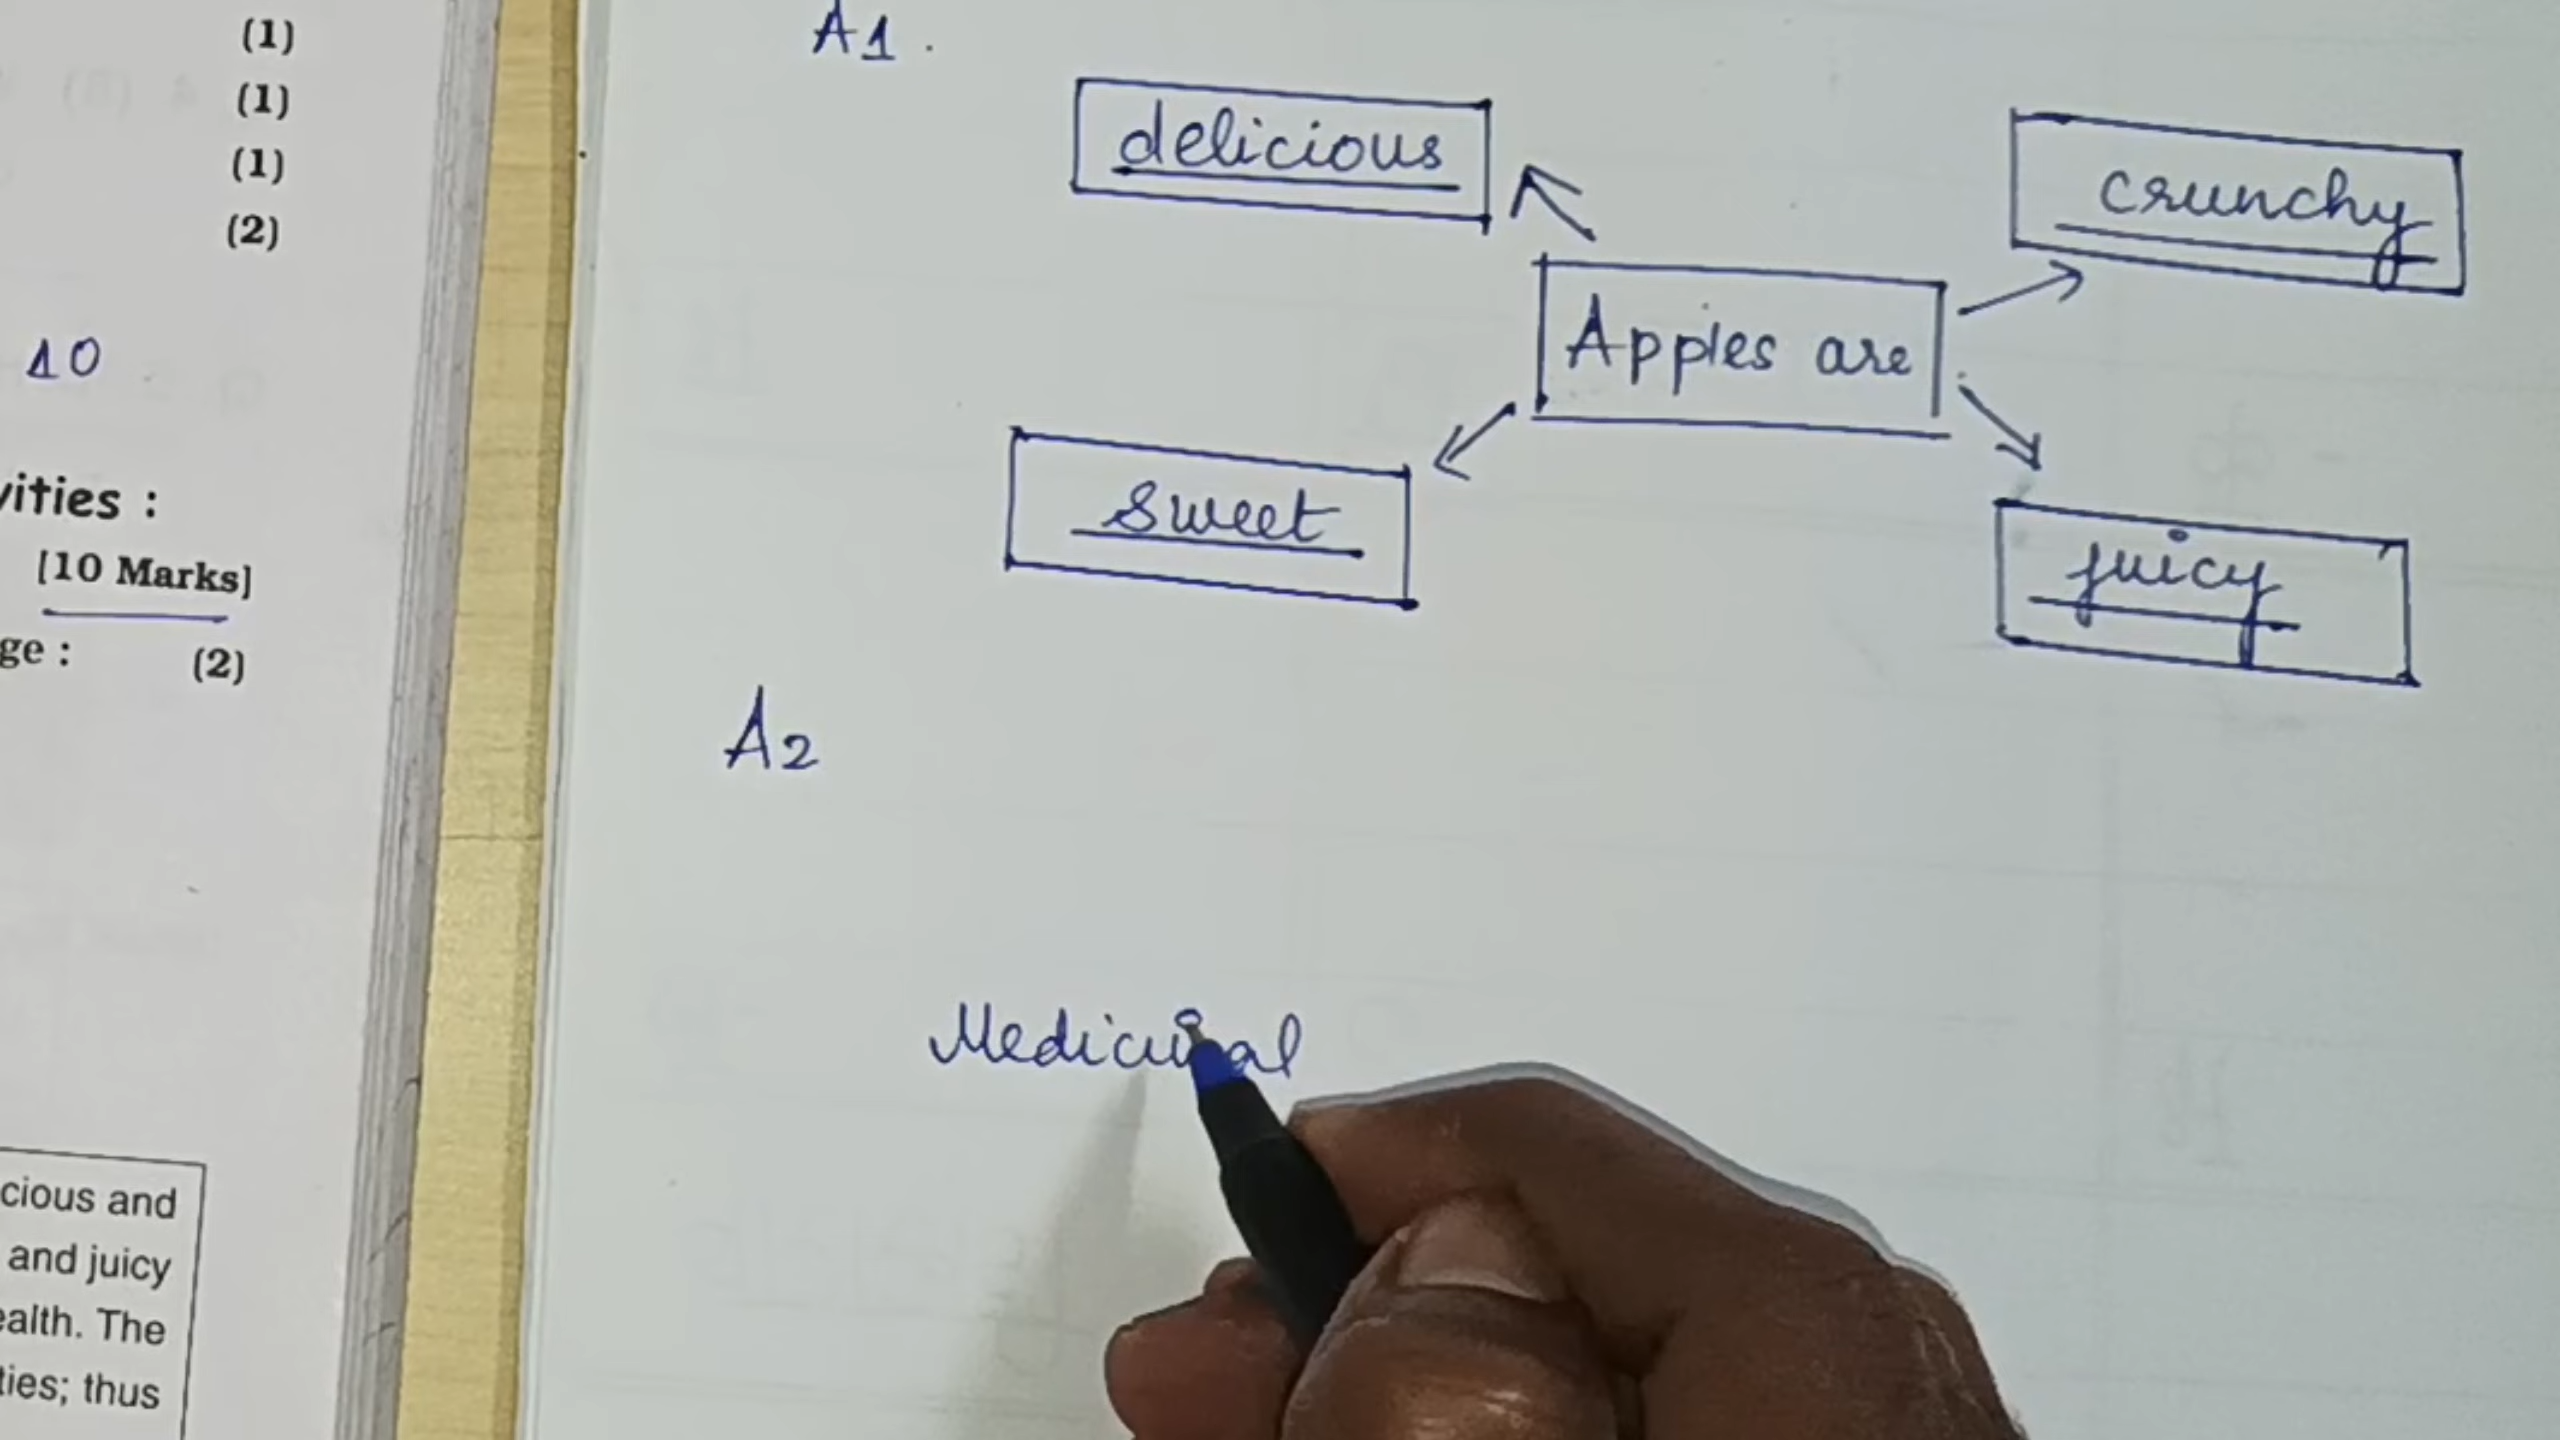 (1)
(1)
(1)
(2)
10
vities :
[10 Marks]
ge : (2)
cious and
and juicy
ealth. The
ties; thus
A1.
delicious
crunchy
Apples are
sweet
juicy
A2
Medicinal